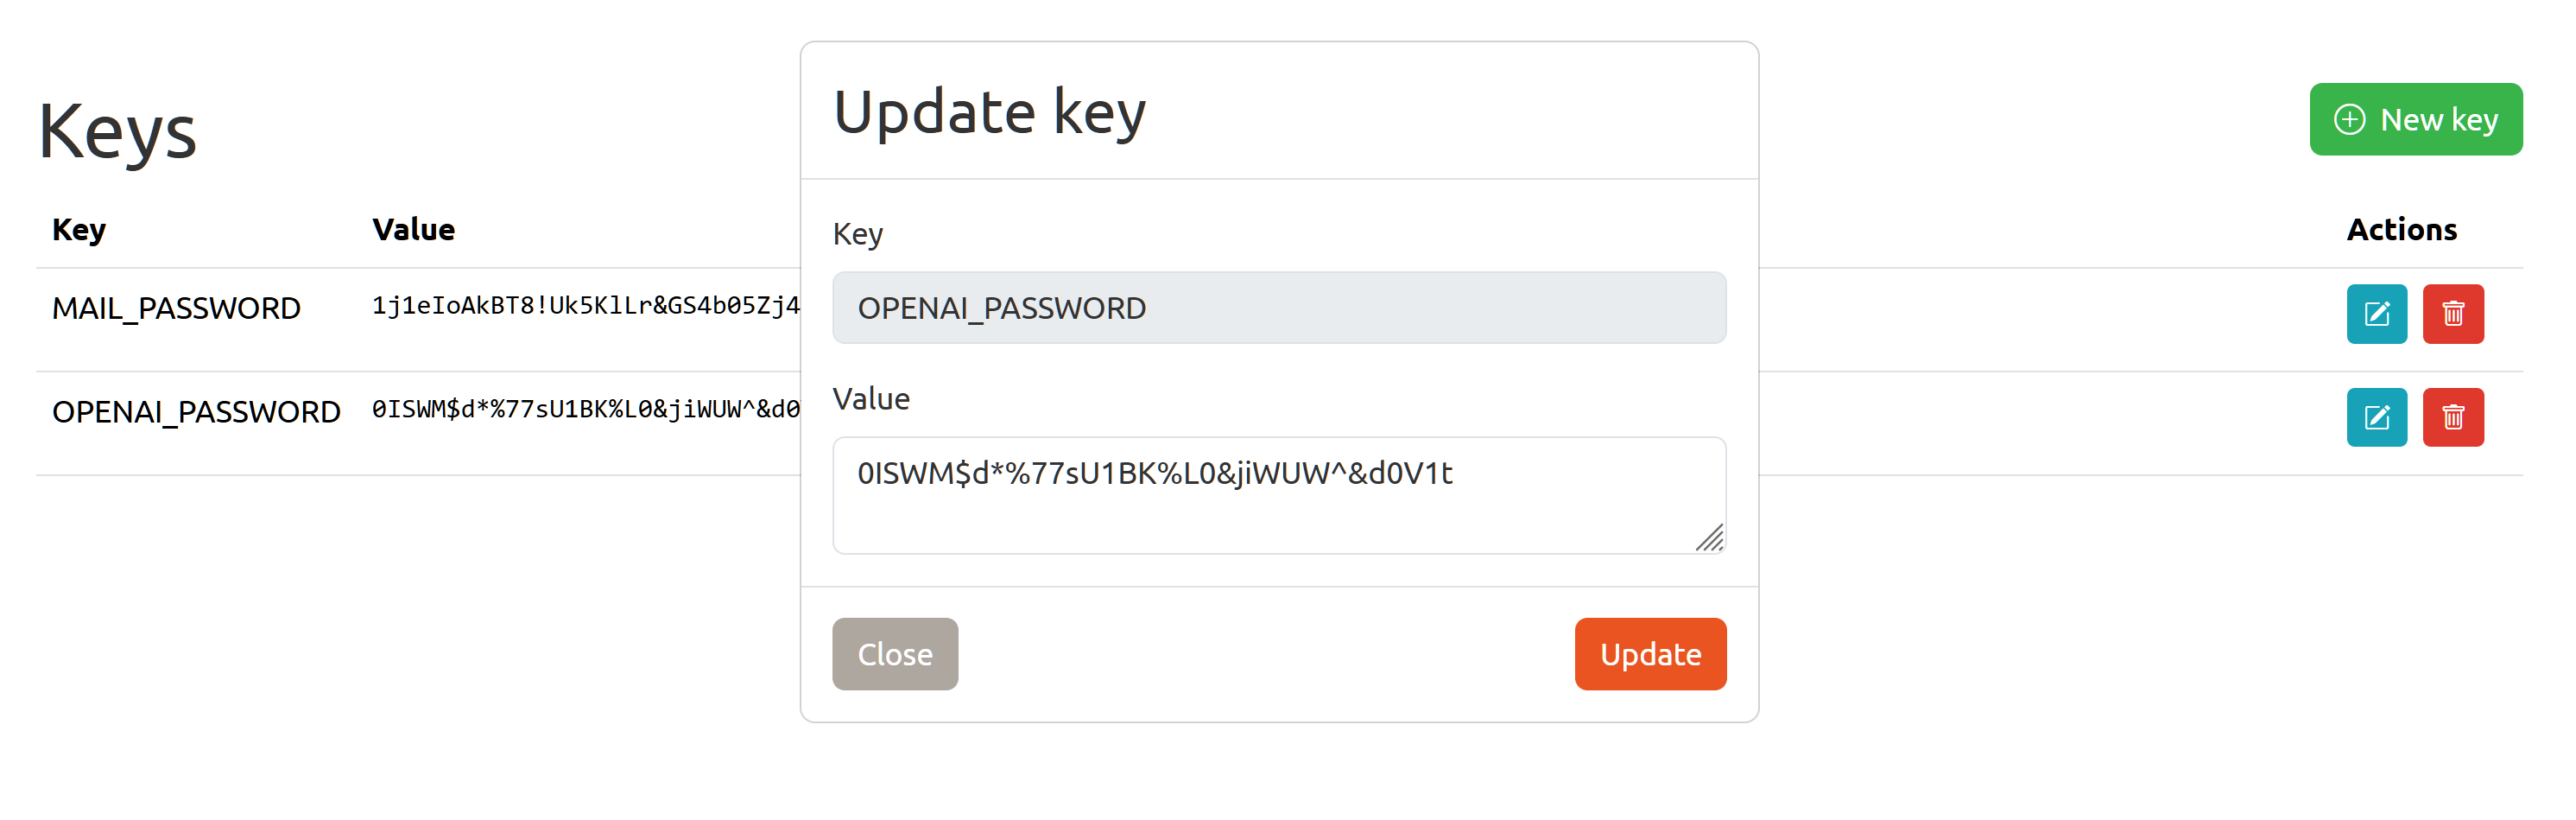 Keys
New key
Key Value Actions
MAIL_PASSWORD 1j1eIoAkBT8!Uk5KlLr&GS4b05Zj4
OPENAI_PASSWORD 0ISWM$d*%77sU1BK%L0&jiWUW^&d0
Update key
Key
OPENAI_PASSWORD
Value
0ISWM$d*%77sU1BK%L0&jiWUW^&d0V1t
Close Update